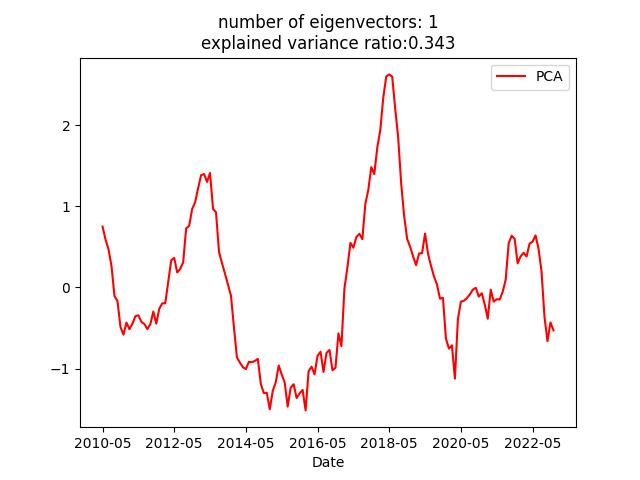 number of eigenvectors: 1
explained variance ratio:0.343
PCA
2
1
0
−1
2010-05 2012-05 2014-05 2016-05 2018-05 2020-05 2022-05
Date